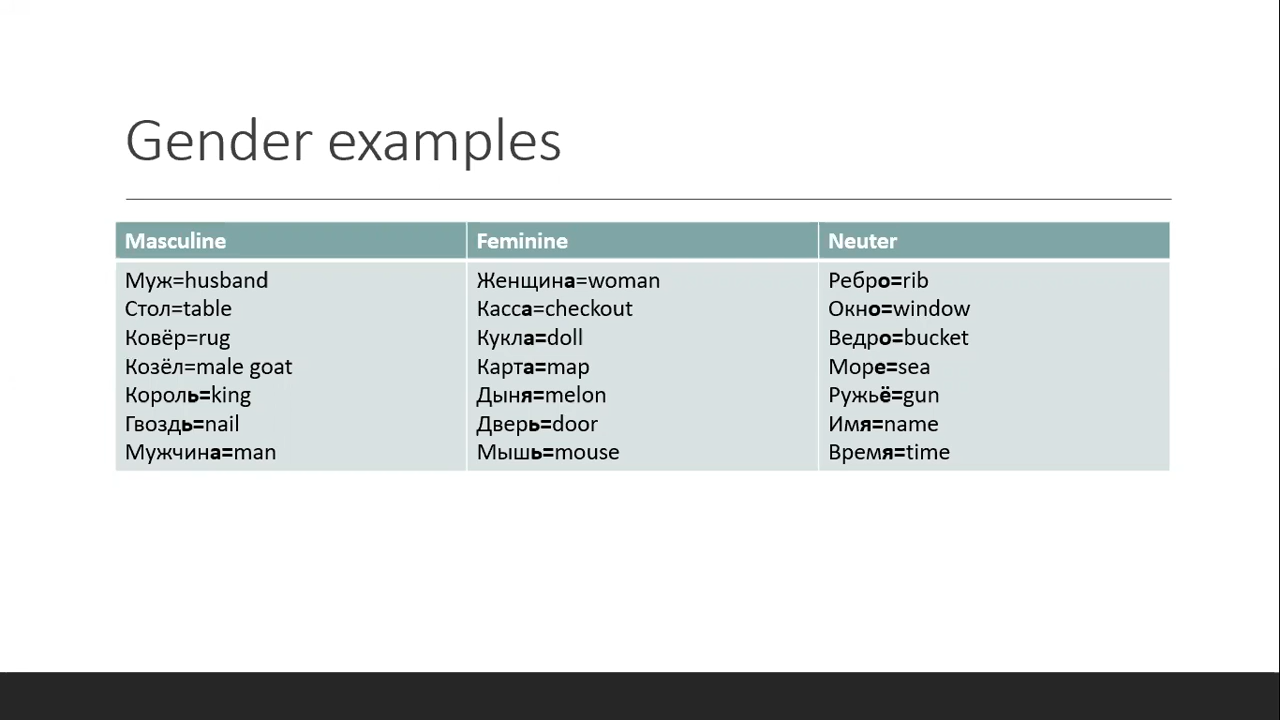 Gender examples
Masculine
Feminine
Neuter
Муж=husband
Стол=table
Ковёр=rug
Козёл=male goat
Король=king
Гвоздь=nail
Мужчина=man
Женщина=woman
Касса=checkout
Кукла=doll
Карта=map
Дыня=melon
Дверь=door
Мышь=mouse
Ребро=rib
Окно=window
Ведро=bucket
Море=sea
Ружьё=gun
Имя=name
Время=time